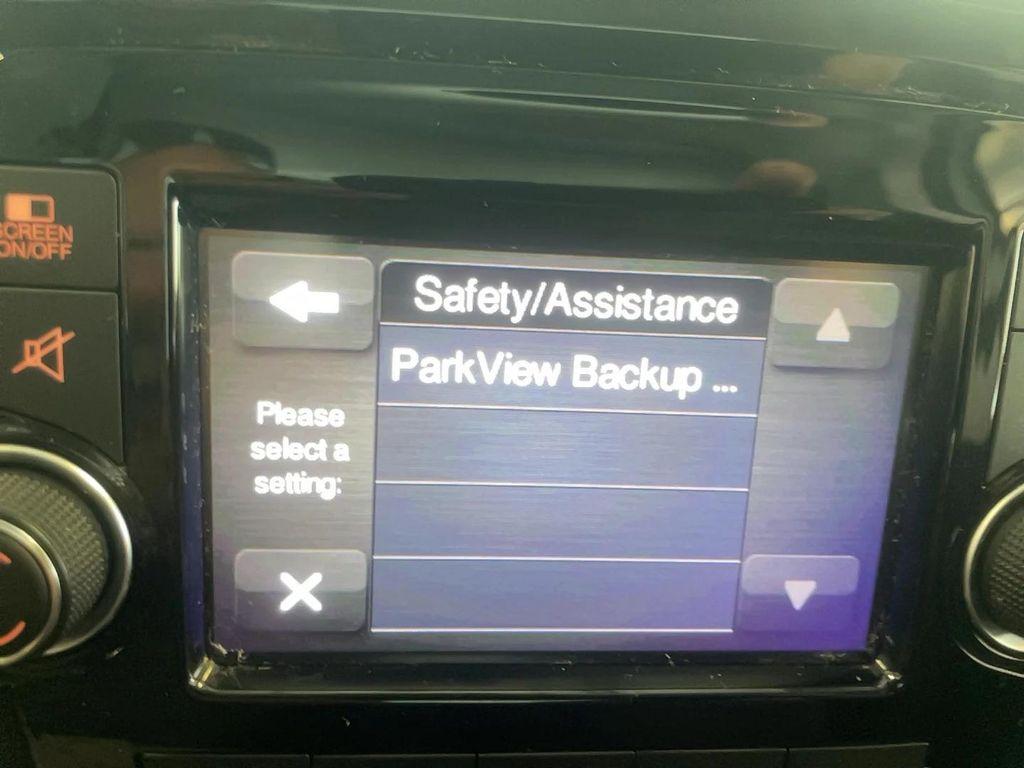 SCREEN
ON/OFF
Safety/Assistance
ParkView Backup ...
Please
select a
setting: